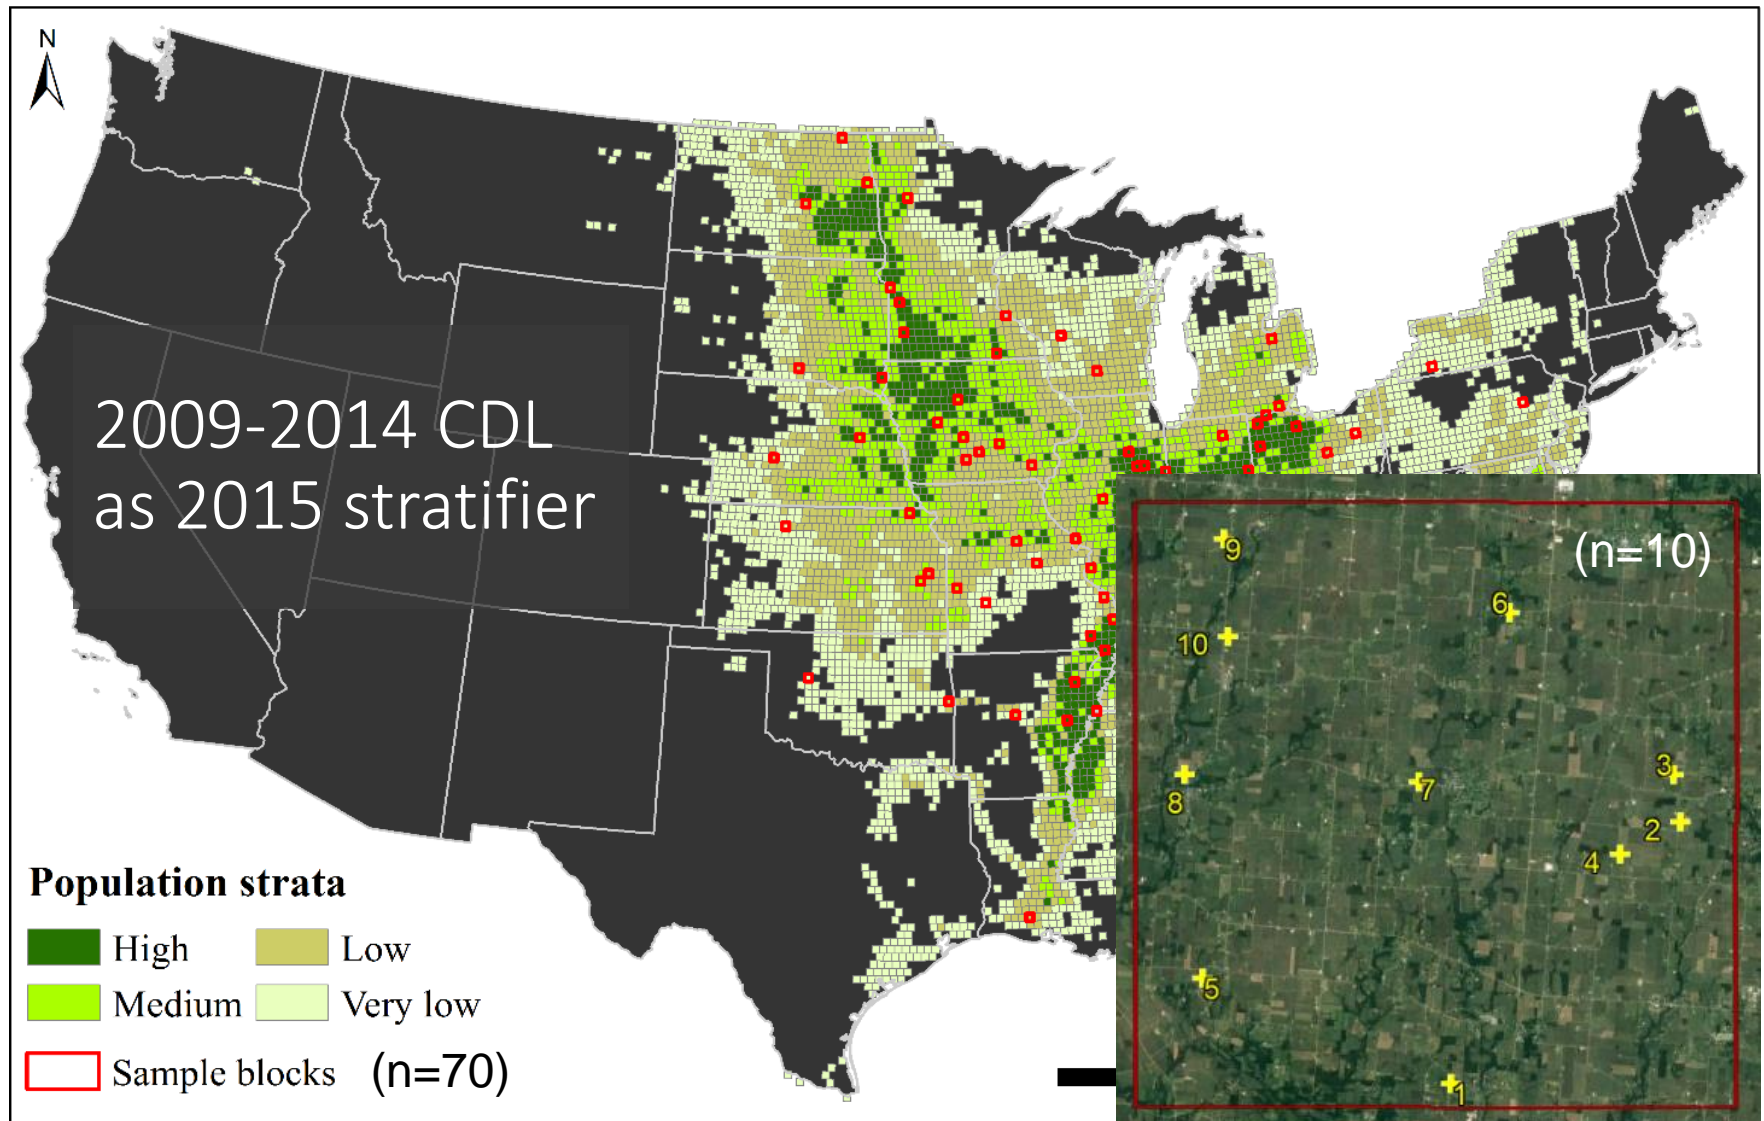 N
2009-2014 CDL
as 2015 stratifier
Population strata
High
Low
Medium
Very low
Sample blocks
(n=70)
(n=10)
9
6
10
3
8
7
2
4
5
1